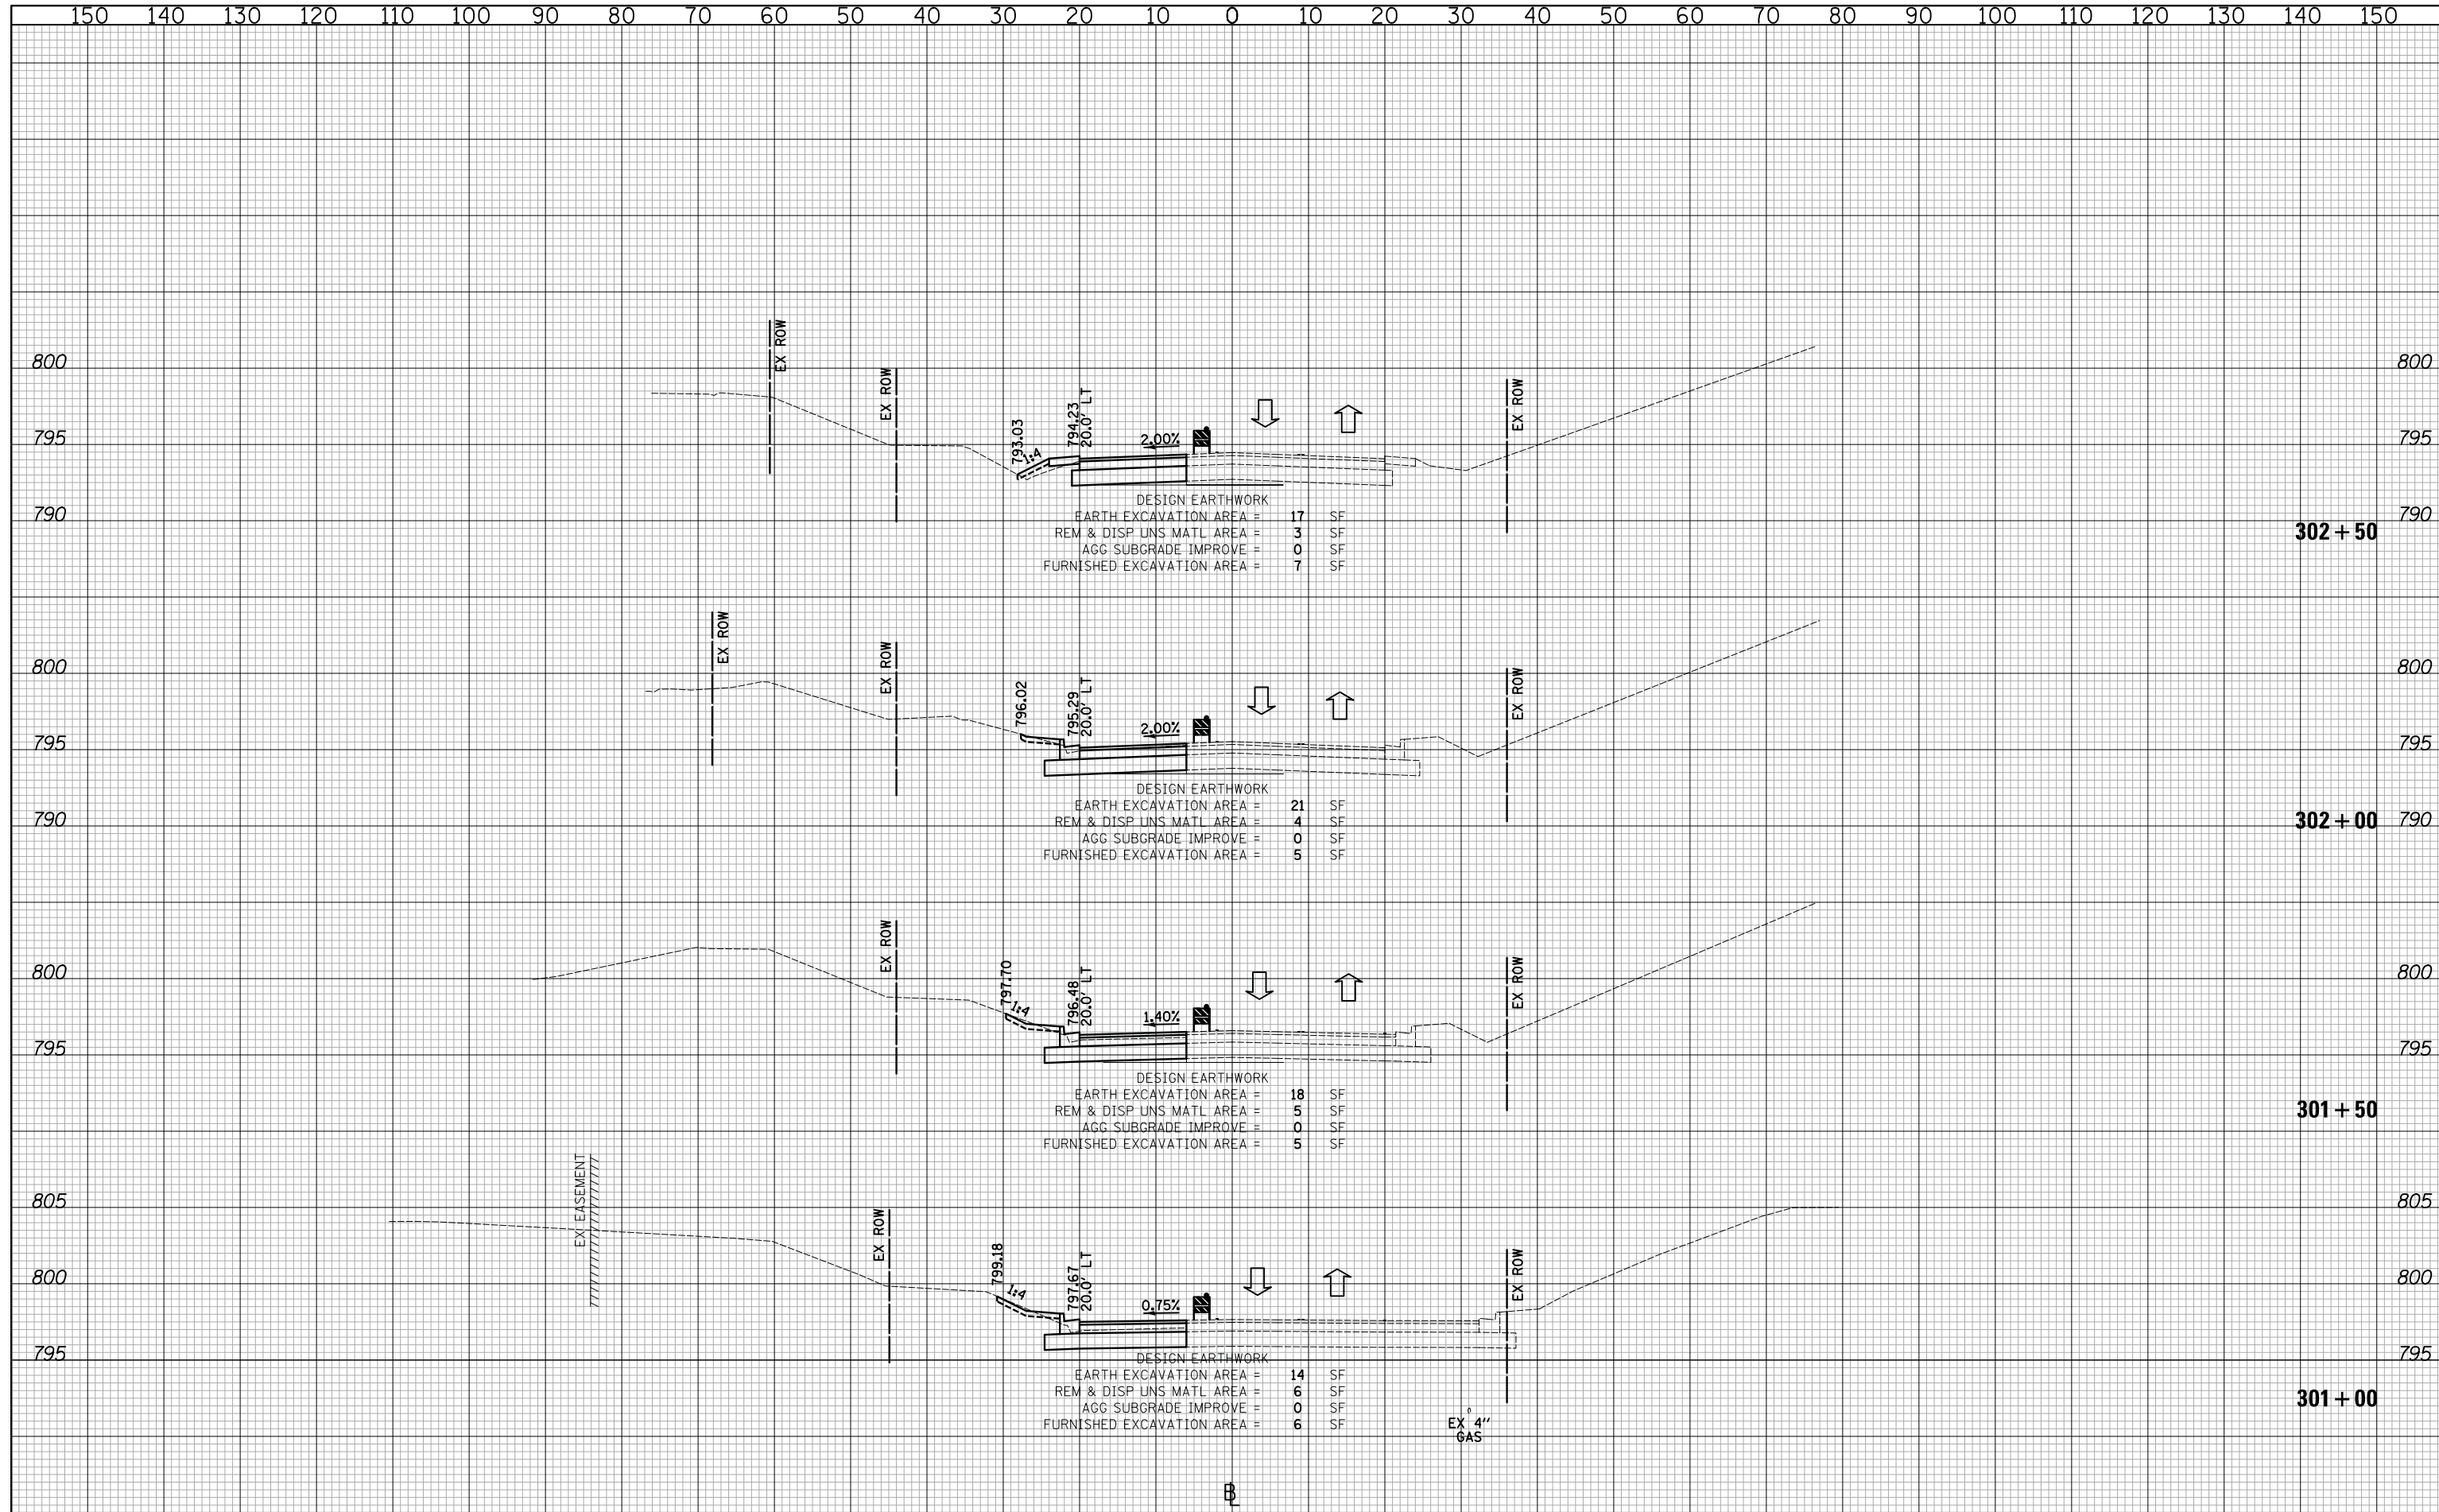 150 140 130 120 110 100 90 80 70 60 50 40 30 20 10 0 10 20 30 40 50 60 70 80 90 100 110 120 130 140 150
EX ROW
EX ROW
EX ROW
800 800
793.03
1:4
794.23
20.0' LT
2.00%
795 795
DESIGN EARTHWORK
790 790
EARTH EXCAVATION AREA = 17 SF
REM & DISP UNS MATL AREA = 3 SF
AGG SUBGRADE IMPROVE = 0 SF
FURNISHED EXCAVATION AREA = 7 SF
302+50
EX ROW
EX ROW
EX ROW
800 800
796.02
795.29
20.0' LT
2.00%
795 795
DESIGN EARTHWORK
EARTH EXCAVATION AREA = 21 SF
790 302+00 790
REM & DISP UNS MATL AREA = 4 SF
AGG SUBGRADE IMPROVE = 0 SF
FURNISHED EXCAVATION AREA = 5 SF
EX ROW
EX ROW
800 800
797.70
1:4
796.48
20.0' LT
1.40%
795 795
DESIGN EARTHWORK
EARTH EXCAVATION AREA = 18 SF
REM & DISP UNS MATL AREA = 5 SF
AGG SUBGRADE IMPROVE = 0 SF
FURNISHED EXCAVATION AREA = 5 SF
301+50
EX EASEMENT
805 805
EX ROW
EX ROW
800 800
799.18
1:4
797.67
20.0' LT
0.75%
795 795
DESIGN EARTHWORK
EARTH EXCAVATION AREA = 14 SF
REM & DISP UNS MATL AREA = 6 SF
AGG SUBGRADE IMPROVE = 0 SF
FURNISHED EXCAVATION AREA = 6 SF
301+00
EX 4"
GAS
BL